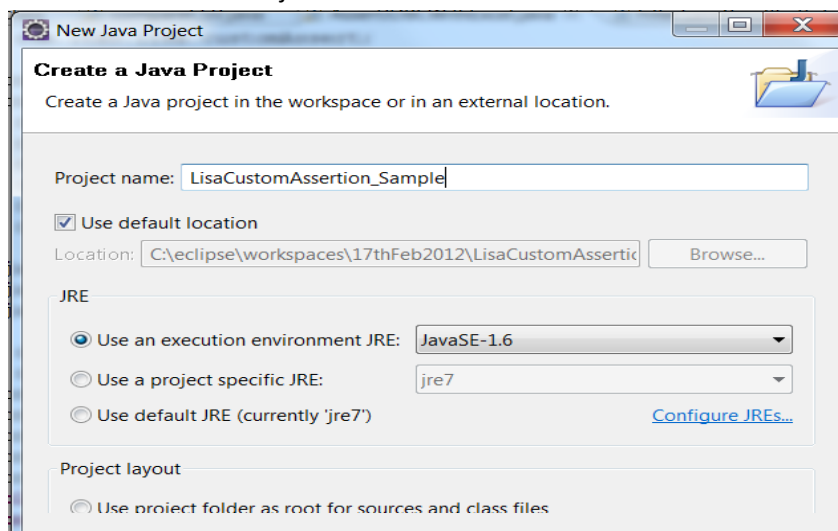 New Java Project
Create a Java Project
Create a Java project in the workspace or in an external location.
Project name: LisaCustomAssertion_Sample
Use default location
Location: C:\eclipse\workspaces\17thFeb2012\LisaCustomAssertic Browse...
JRE
Use an execution environment JRE: JavaSE-1.6
Use a project specific JRE: jre7
Use default JRE (currently 'jre7') Configure JREs...
Project layout
Use project folder as root for sources and class files